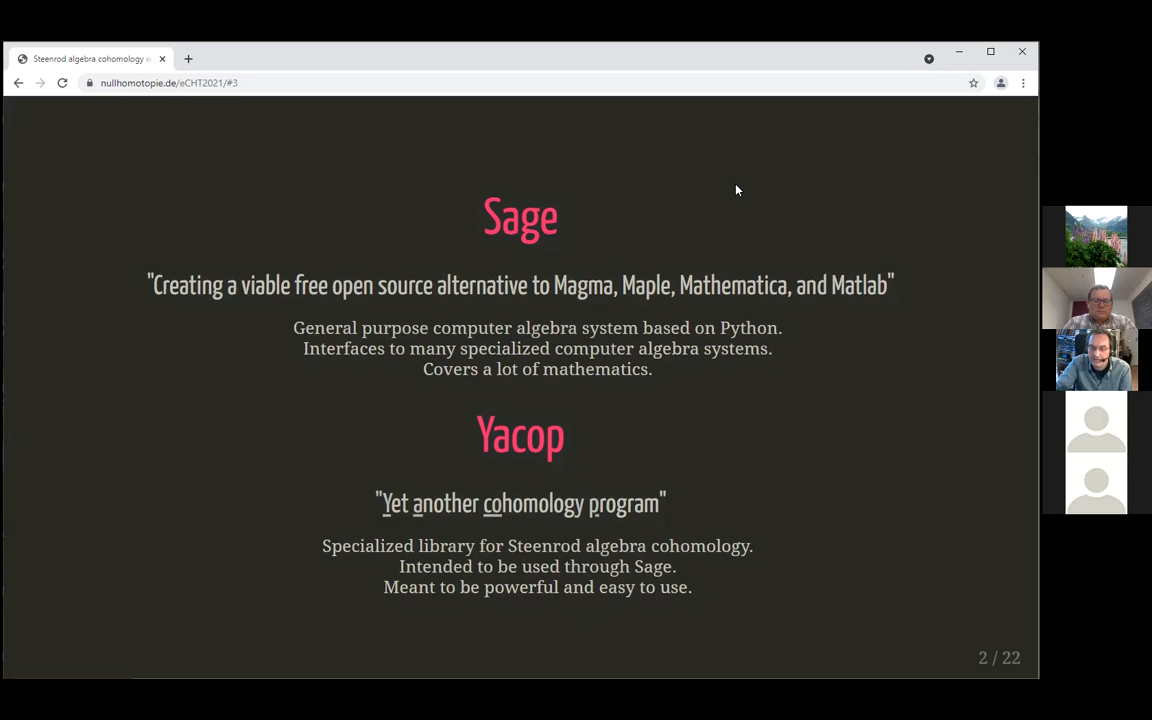 Steenrod algebra cohomology w
nullhomotopie.de/eCHT2021/#3
Sage
"Creating a viable free open source alternative to Magma, Maple, Mathematica, and Matlab"
General purpose computer algebra system based on Python.
Interfaces to many specialized computer algebra systems.
Covers a lot of mathematics.
Yacop
"Yet another cohomology program"
Specialized library for Steenrod algebra cohomology.
Intended to be used through Sage.
Meant to be powerful and easy to use.
2 / 22